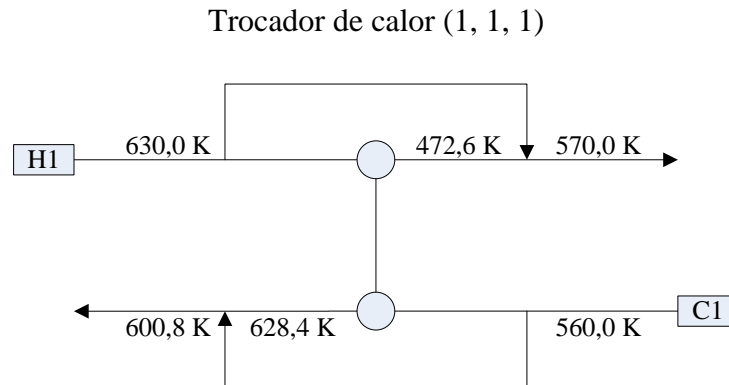 Trocador de calor (1, 1, 1)
H1 630,0 K 472,6 K 570,0 K
600,8 K 628,4 K 560,0 K C1